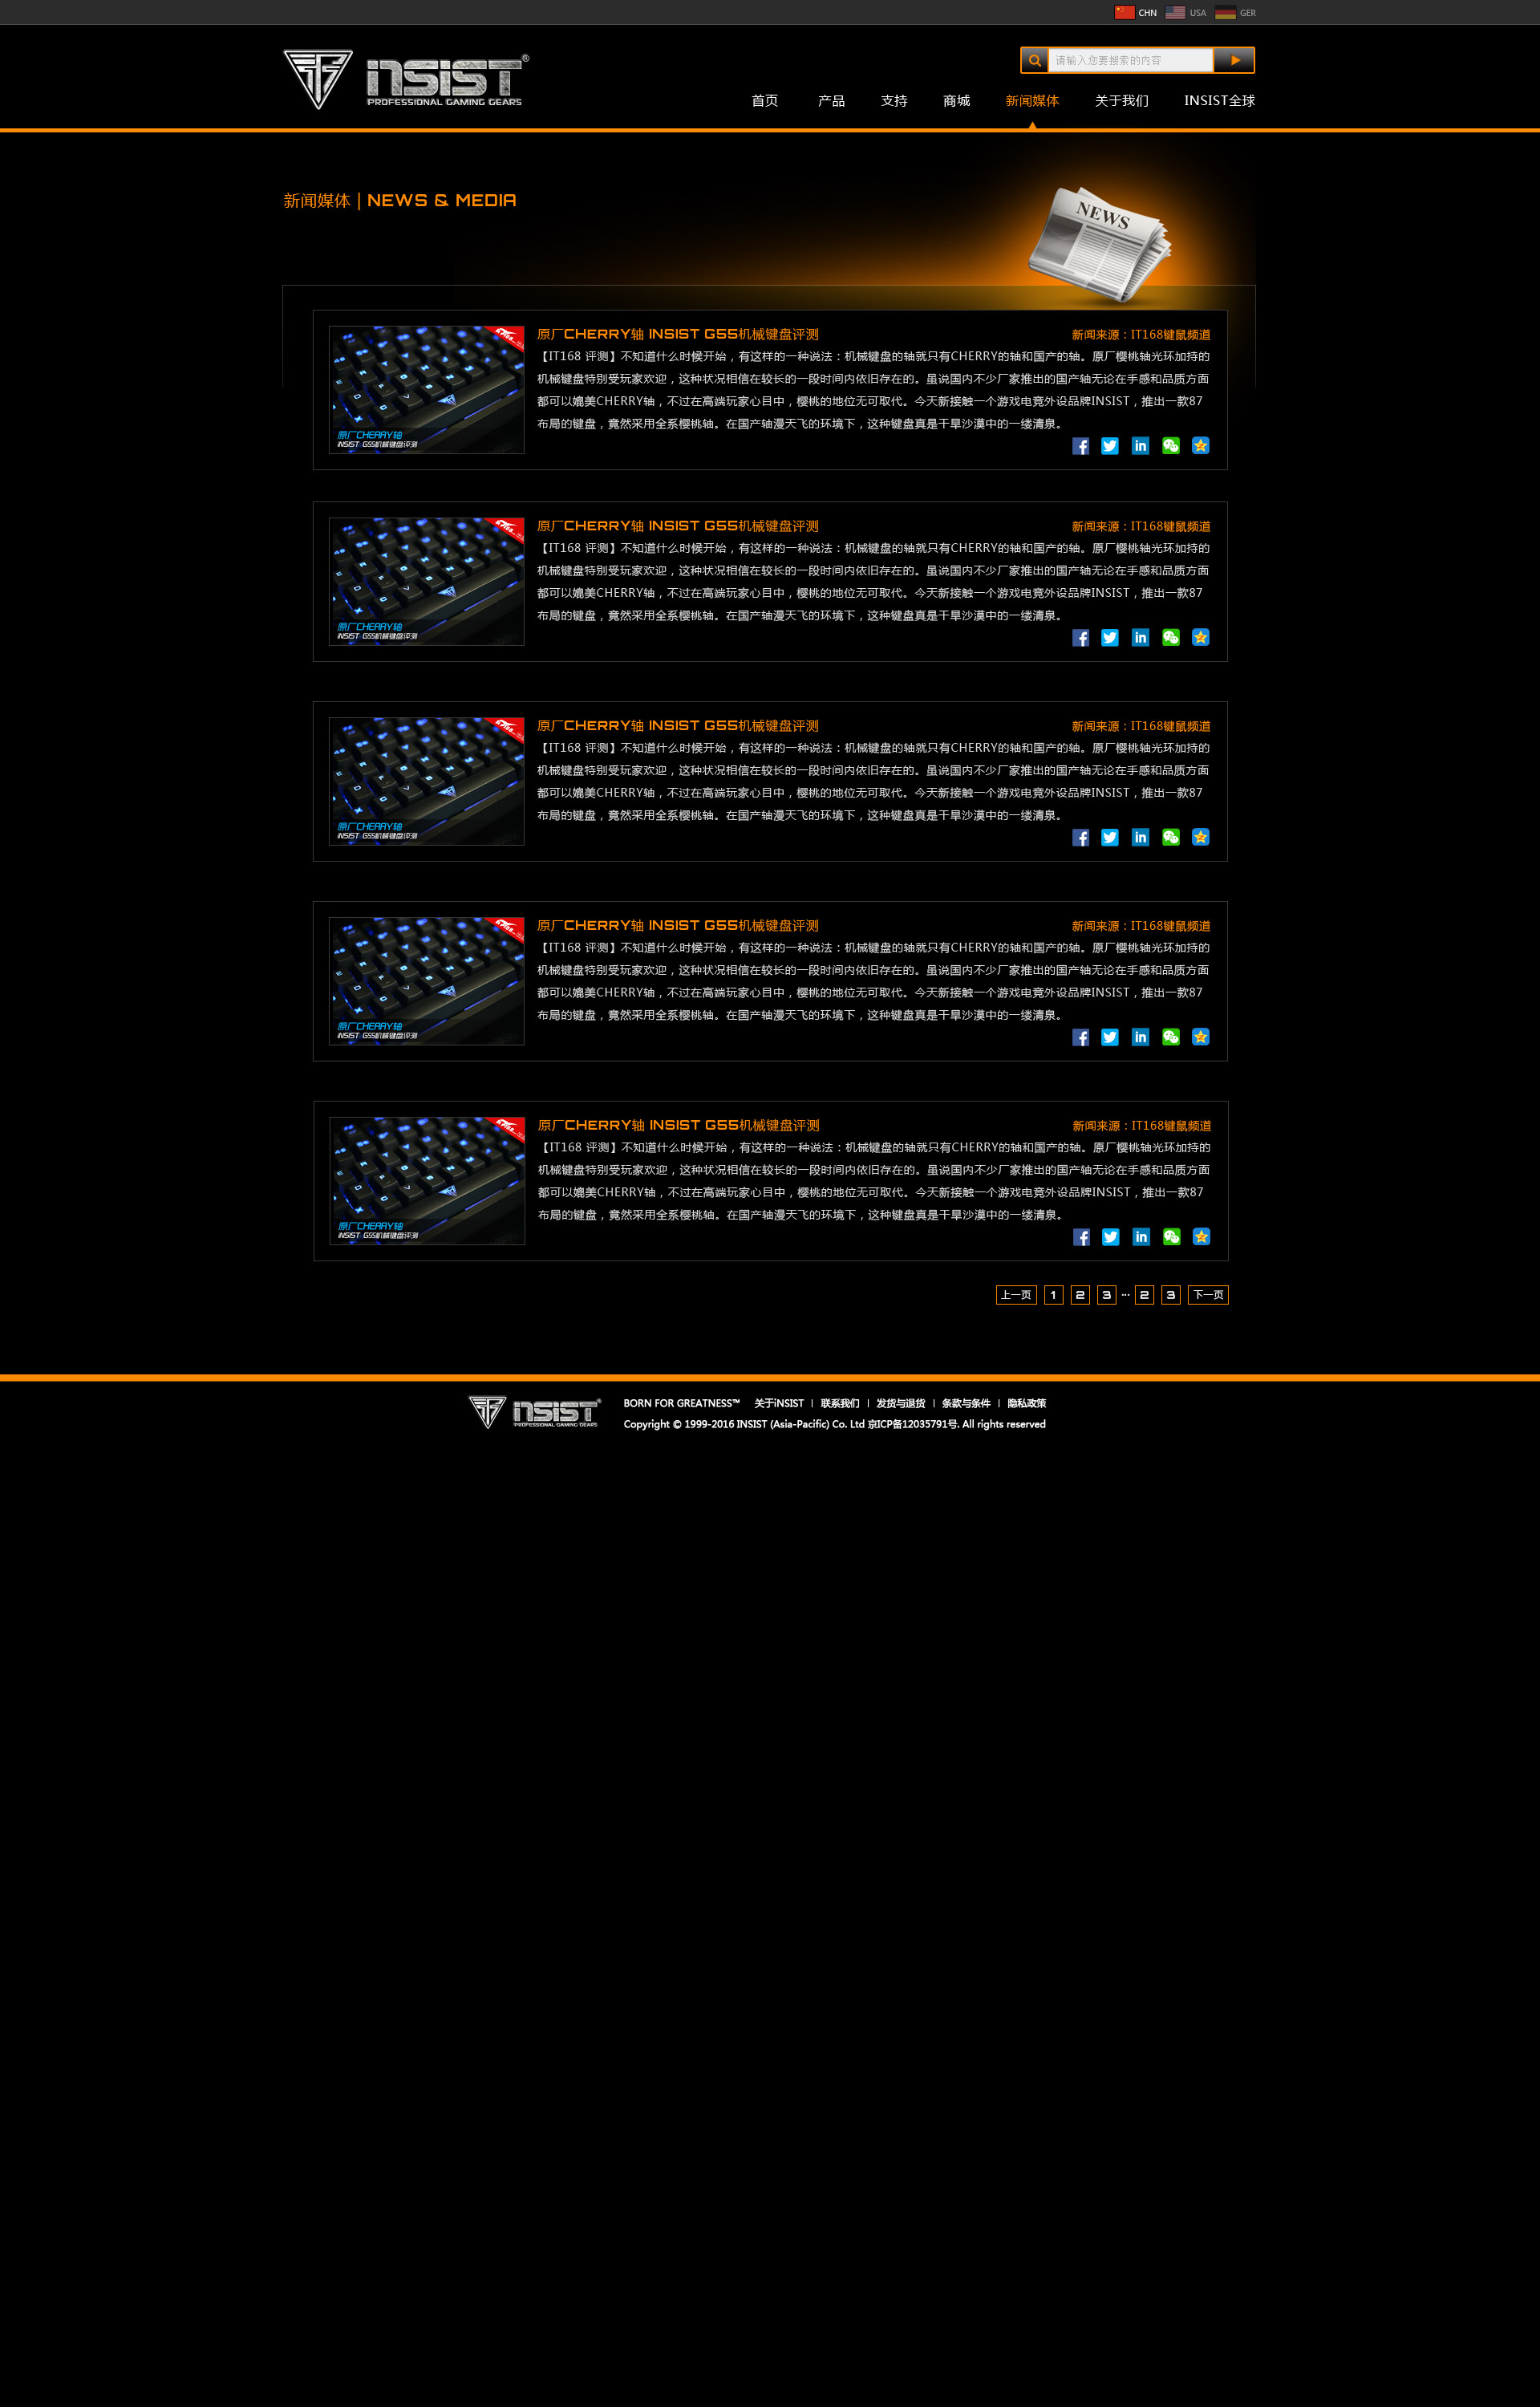 CHN USA GER
INSIST®
PROFESSIONAL GAMING GEARS
请输入您要搜索的内容
首页 产品 支持 商城 新闻媒体 关于我们 INSIST全球
新闻媒体 | NEWS & MEDIA
NEWS
原厂CHERRY轴 INSIST G55机械键盘评测 新闻来源：IT168键鼠频道
【IT168 评测】不知道什么时候开始，有这样的一种说法：机械键盘的轴就只有CHERRY的轴和国产的轴。原厂樱桃轴光环加持的
机械键盘特别受玩家欢迎，这种状况相信在较长的一段时间内依旧存在的。虽说国内不少厂家推出的国产轴无论在手感和品质方面
都可以媲美CHERRY轴，不过在高端玩家心目中，樱桃的地位无可取代。今天新接触一个游戏电竞外设品牌INSIST，推出一款87
布局的键盘，竟然采用全系樱桃轴。在国产轴漫天飞的环境下，这种键盘真是干旱沙漠中的一缕清泉。
原厂CHERRY轴
INSIST G55机械键盘评测
原厂CHERRY轴 INSIST G55机械键盘评测 新闻来源：IT168键鼠频道
【IT168 评测】不知道什么时候开始，有这样的一种说法：机械键盘的轴就只有CHERRY的轴和国产的轴。原厂樱桃轴光环加持的
机械键盘特别受玩家欢迎，这种状况相信在较长的一段时间内依旧存在的。虽说国内不少厂家推出的国产轴无论在手感和品质方面
都可以媲美CHERRY轴，不过在高端玩家心目中，樱桃的地位无可取代。今天新接触一个游戏电竞外设品牌INSIST，推出一款87
布局的键盘，竟然采用全系樱桃轴。在国产轴漫天飞的环境下，这种键盘真是干旱沙漠中的一缕清泉。
原厂CHERRY轴
INSIST G55机械键盘评测
原厂CHERRY轴 INSIST G55机械键盘评测 新闻来源：IT168键鼠频道
【IT168 评测】不知道什么时候开始，有这样的一种说法：机械键盘的轴就只有CHERRY的轴和国产的轴。原厂樱桃轴光环加持的
机械键盘特别受玩家欢迎，这种状况相信在较长的一段时间内依旧存在的。虽说国内不少厂家推出的国产轴无论在手感和品质方面
都可以媲美CHERRY轴，不过在高端玩家心目中，樱桃的地位无可取代。今天新接触一个游戏电竞外设品牌INSIST，推出一款87
布局的键盘，竟然采用全系樱桃轴。在国产轴漫天飞的环境下，这种键盘真是干旱沙漠中的一缕清泉。
原厂CHERRY轴
INSIST G55机械键盘评测
原厂CHERRY轴 INSIST G55机械键盘评测 新闻来源：IT168键鼠频道
【IT168 评测】不知道什么时候开始，有这样的一种说法：机械键盘的轴就只有CHERRY的轴和国产的轴。原厂樱桃轴光环加持的
机械键盘特别受玩家欢迎，这种状况相信在较长的一段时间内依旧存在的。虽说国内不少厂家推出的国产轴无论在手感和品质方面
都可以媲美CHERRY轴，不过在高端玩家心目中，樱桃的地位无可取代。今天新接触一个游戏电竞外设品牌INSIST，推出一款87
布局的键盘，竟然采用全系樱桃轴。在国产轴漫天飞的环境下，这种键盘真是干旱沙漠中的一缕清泉。
原厂CHERRY轴
INSIST G55机械键盘评测
原厂CHERRY轴 INSIST G55机械键盘评测 新闻来源：IT168键鼠频道
【IT168 评测】不知道什么时候开始，有这样的一种说法：机械键盘的轴就只有CHERRY的轴和国产的轴。原厂樱桃轴光环加持的
机械键盘特别受玩家欢迎，这种状况相信在较长的一段时间内依旧存在的。虽说国内不少厂家推出的国产轴无论在手感和品质方面
都可以媲美CHERRY轴，不过在高端玩家心目中，樱桃的地位无可取代。今天新接触一个游戏电竞外设品牌INSIST，推出一款87
布局的键盘，竟然采用全系樱桃轴。在国产轴漫天飞的环境下，这种键盘真是干旱沙漠中的一缕清泉。
原厂CHERRY轴
INSIST G55机械键盘评测
上一页 1 2 3 ··· 2 3 下一页
INSIST®
PROFESSIONAL GAMING GEARS
BORN FOR GREATNESS™ 关于iNSIST | 联系我们 | 发货与退货 | 条款与条件 | 隐私政策
Copyright © 1999-2016 INSIST (Asia-Pacific) Co. Ltd 京ICP备12035791号. All rights reserved